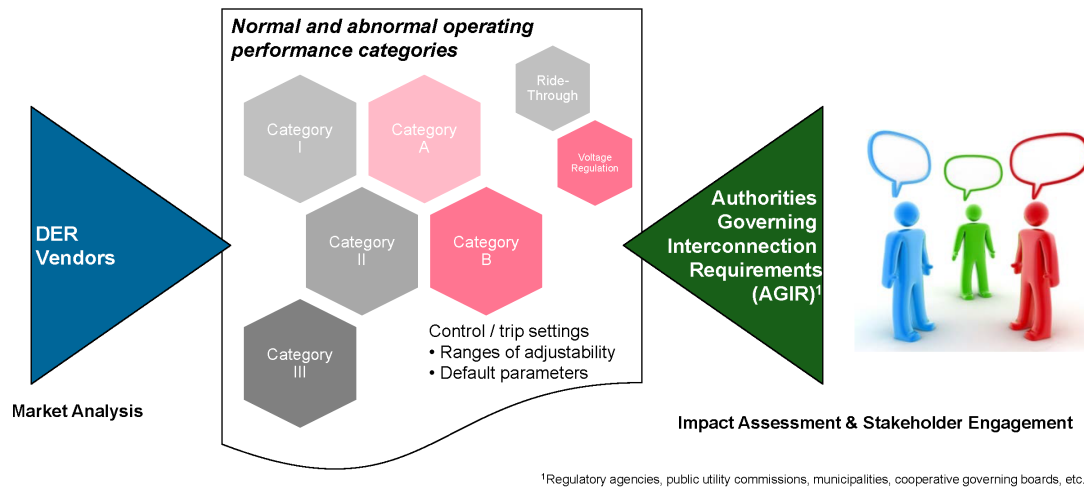 Normal and abnormal operating
performance categories
Ride-
Through
Category
I
Category
A
Voltage
Regulation
DER
Vendors
Category
II
Category
B
Authorities
Governing
Interconnection
Requirements
(AGIR)1
Category
III
Control / trip settings
• Ranges of adjustability
• Default parameters
Market Analysis
Impact Assessment & Stakeholder Engagement
1Regulatory agencies, public utility commissions, municipalities, cooperative governing boards, etc.